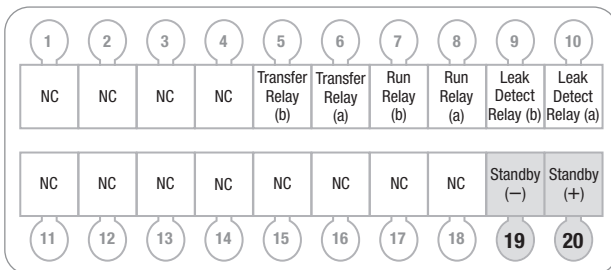 1 2 3 4 5 6 7 8 9 10
NC NC NC NC Transfer Relay (b) Transfer Relay (a) Run Relay (b) Run Relay (a) Leak Detect Relay (b) Leak Detect Relay (a)
NC NC NC NC NC NC NC NC Standby (−) Standby (+)
11 12 13 14 15 16 17 18 19 20